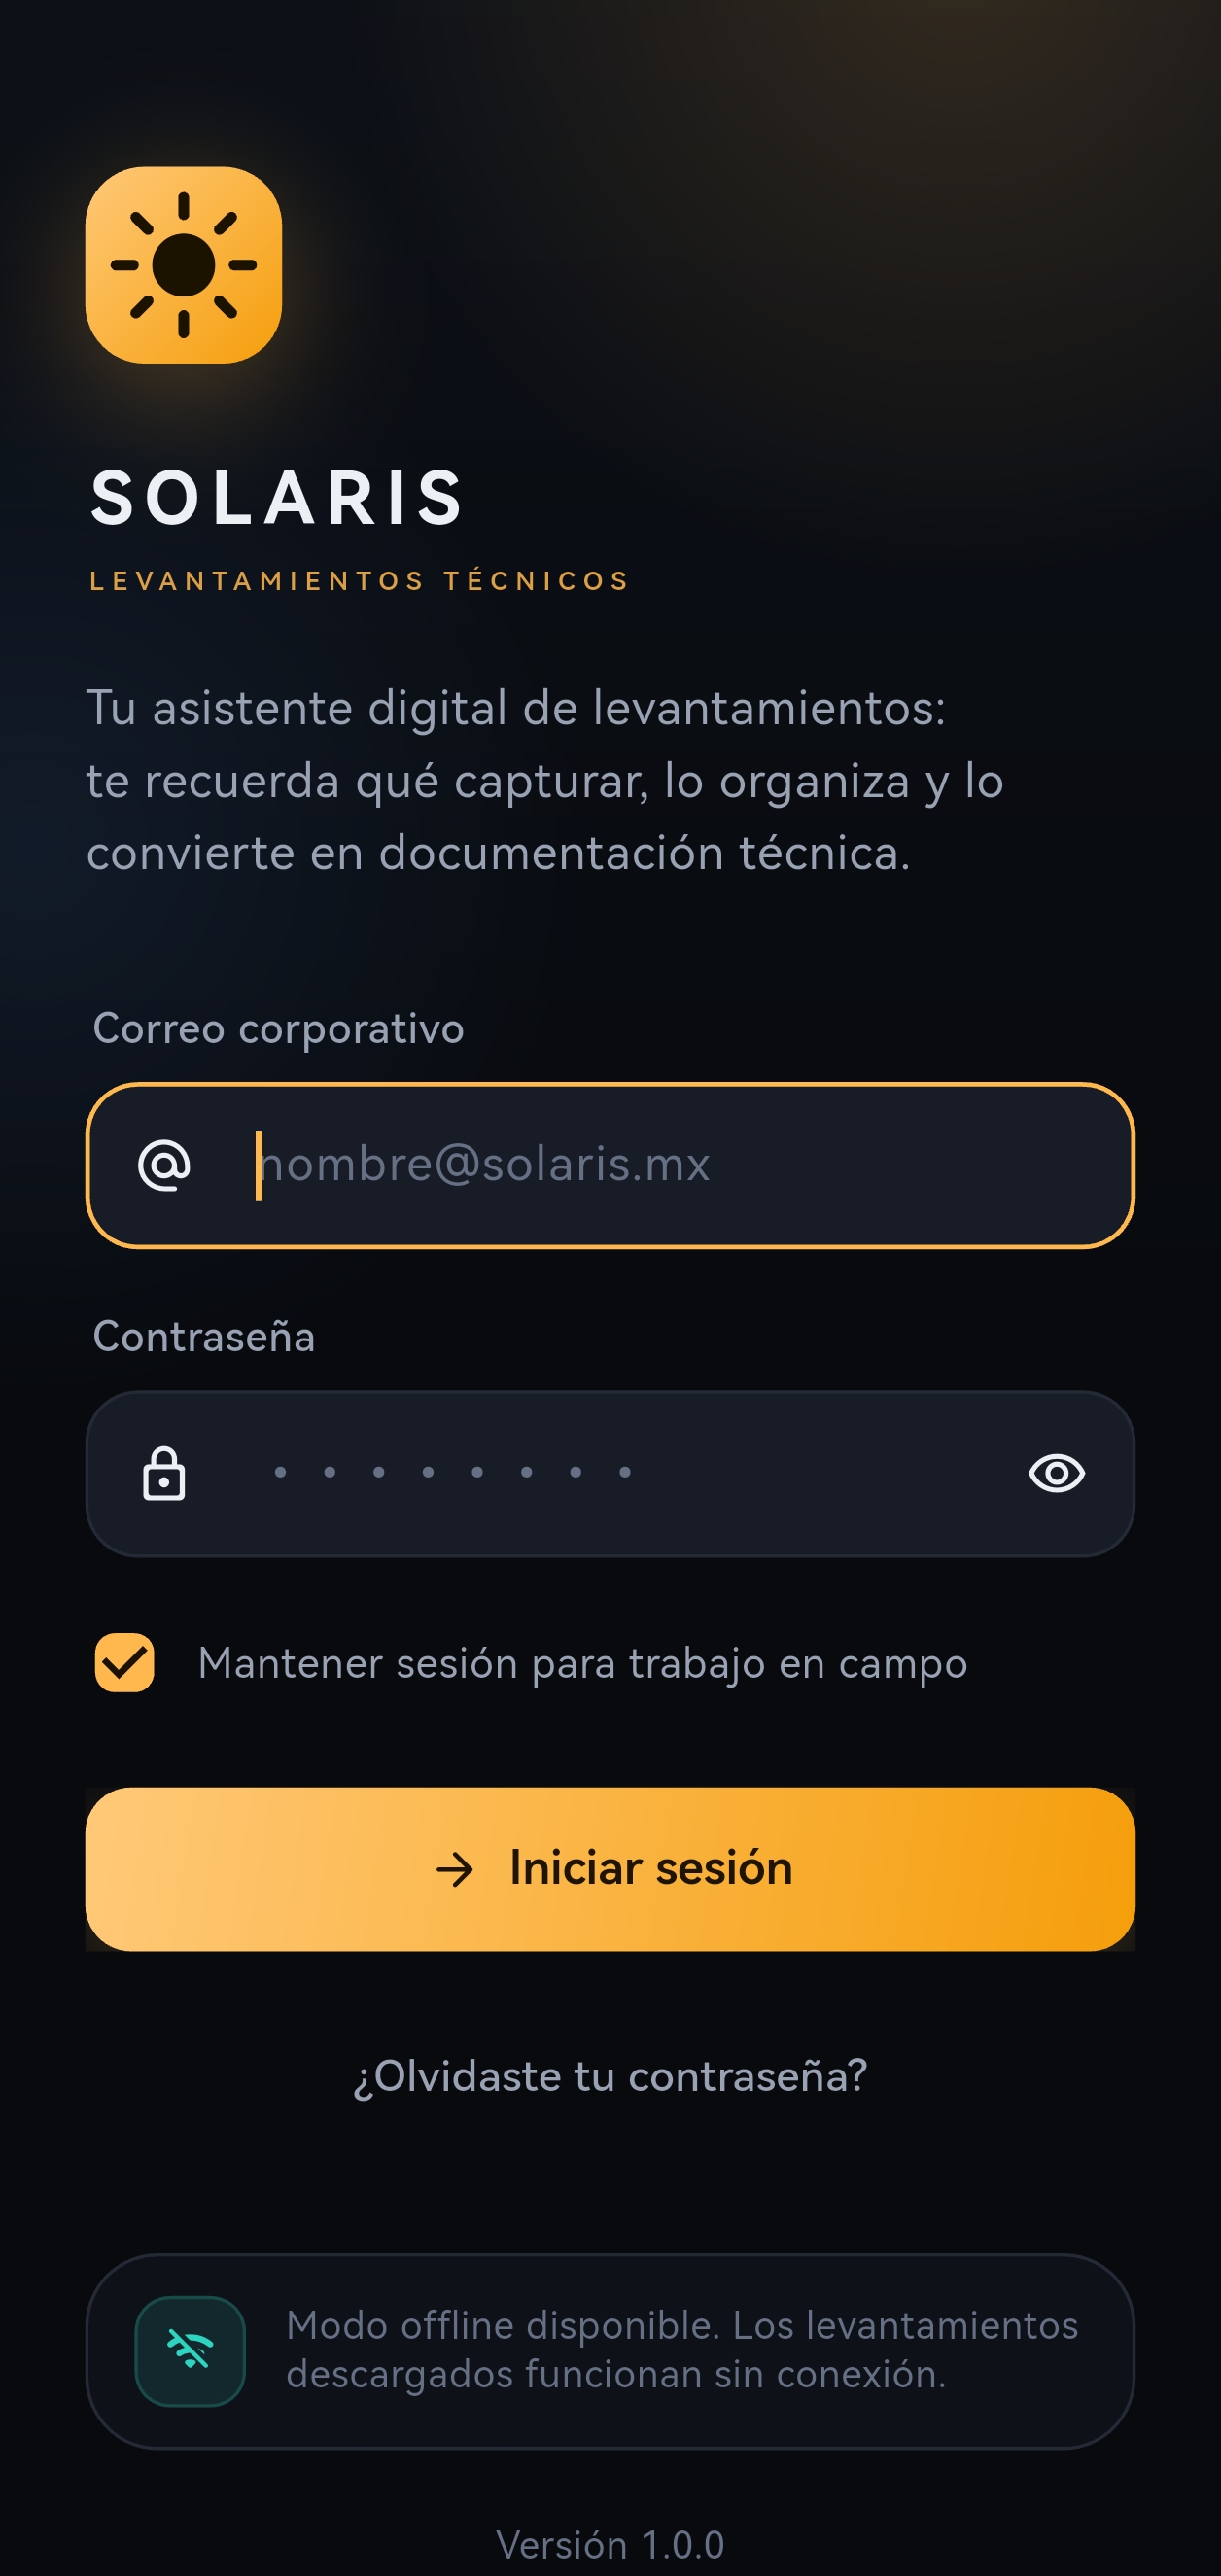 SOLARIS
LEVANTAMIENTOS TÉCNICOS
Tu asistente digital de levantamientos:
te recuerda qué capturar, lo organiza y lo
convierte en documentación técnica.
Correo corporativo
nombre@solaris.mx
Contraseña
• • • • • • • •
Mantener sesión para trabajo en campo
Iniciar sesión
¿Olvidaste tu contraseña?
Modo offline disponible. Los levantamientos
descargados funcionan sin conexión.
Versión 1.0.0